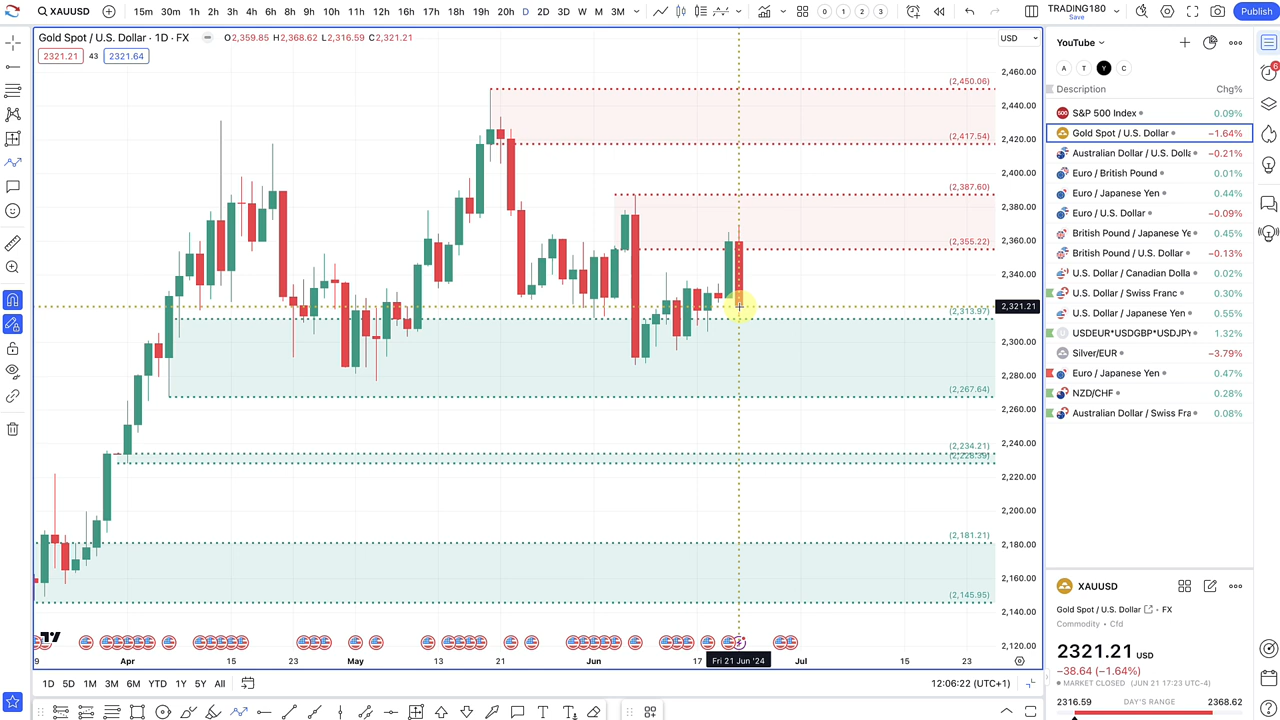 XAUUSD 15m 30m 1h 2h 3h 4h 6h 8h 9h 10h 11h 12h 13h 17h 19h 20h D 2D 3D W M 3M 0 1 2 3 TRADING180 Save Publish
Gold Spot / U.S. Dollar · 1D · FX O2359.85 H2,368.62 L2,316.59 C2,321.21
2321.21 43 2321.64
USD
2,460.00
2,440.00
2,420.00
2,400.00
2,380.00
2,360.00
2,340.00
2,321.21
2,300.00
2,280.00
2,260.00
2,240.00
2,220.00
2,200.00
2,180.00
2,160.00
2,140.00
2,120.00
(2,450.06)
(2,417.54)
(2,387.60)
(2,355.22)
(2,313.97)
(2,267.64)
(2,234.21)
(2,228.39)
(2,181.21)
(2,145.95)
9 Apr 15 23 May 13 21 Jun 17 Fri 21 Jun '24 Jul 15 23
1D 5D 1M 3M 6M YTD 1Y 5Y All 12:06:22 (UTC+1)
YouTube
A T Y C
Description Chg%
500 S&P 500 Index 0.09%
Gold Spot / U.S. Dollar −1.64%
Australian Dollar / U.S. Dolla −0.21%
Euro / British Pound 0.01%
Euro / Japanese Yen 0.44%
Euro / U.S. Dollar −0.09%
British Pound / Japanese Ye 0.45%
British Pound / U.S. Dollar −0.13%
U.S. Dollar / Canadian Dolla 0.02%
U.S. Dollar / Swiss Franc 0.30%
U.S. Dollar / Japanese Yen 0.55%
USDEUR*USDGBP*USDJPY 1.32%
Silver/EUR −3.79%
Euro / Japanese Yen 0.47%
NZD/CHF 0.28%
Australian Dollar / Swiss Fra 0.08%
6
XAUUSD
Gold Spot / U.S. Dollar · FX
Commodity · Cfd
2321.21 USD
−38.64 (−1.64%)
MARKET CLOSED (JUN 21 17:23 UTC-4)
2316.59 DAY'S RANGE 2368.62